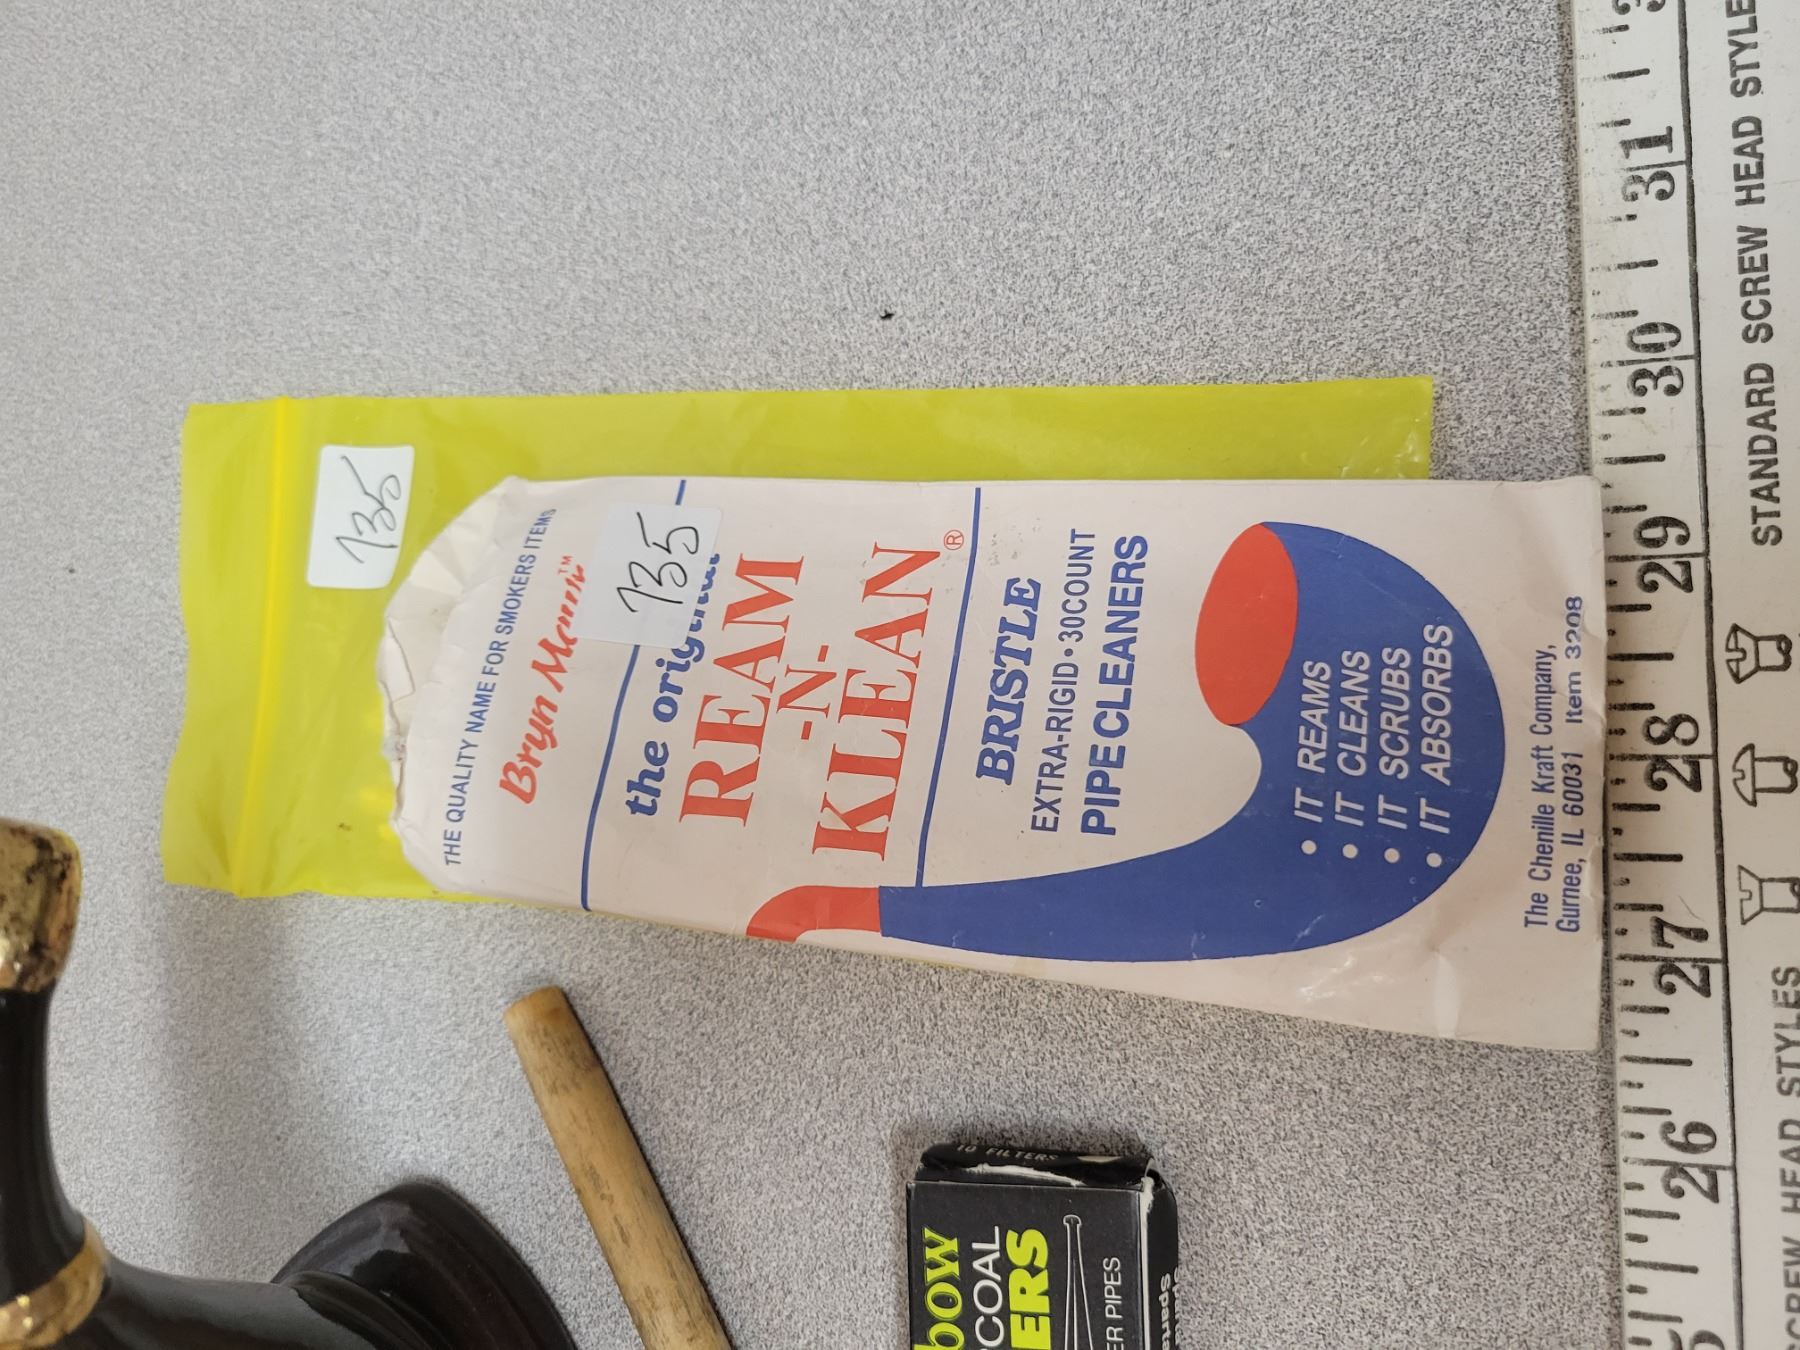 135
THE QUALITY NAME FOR SMOKERS ITEMS
Bryn Mawr™
135
the original
REAM
-N-
KLEAN®
BRISTLE
EXTRA-RIGID • 30COUNT
PIPE CLEANERS
• IT REAMS
• IT CLEANS
• IT SCRUBS
• IT ABSORBS
The Chenille Kraft Company,
Gurnee, IL 60031 Item 3208
10 FILTERS
bow
COAL
ERS
ER PIPES
26 27 28 29 30 31
STANDARD SCREW HEAD STYLE
SCREW HEAD STYLES